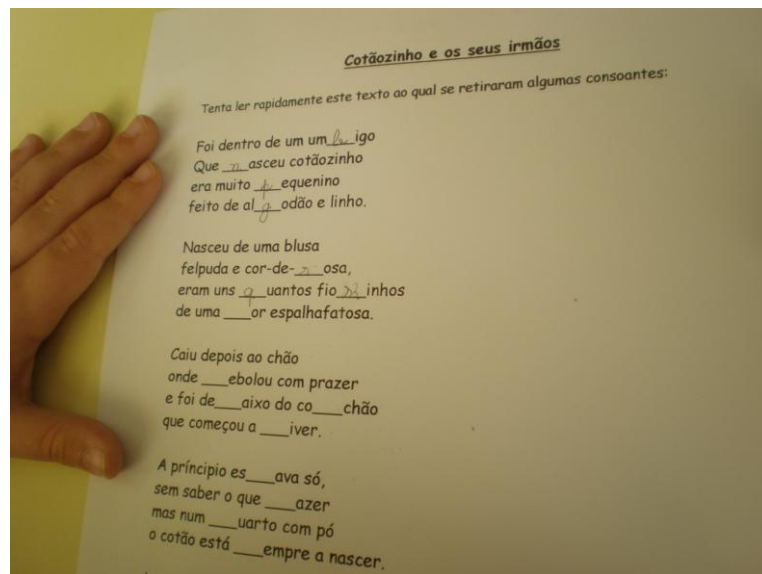 Cotãozinho e os seus irmãos
Tenta ler rapidamente este texto ao qual se retiraram algumas consoantes:
Foi dentro de um um_b_igo
Que _n_asceu cotãozinho
era muito _p_equenino
feito de al_g_odão e linho.
Nasceu de uma blusa
felpuda e cor-de-_r_osa,
eram uns _q_uantos fio___inhos
de uma ___or espalhafatosa.
Caiu depois ao chão
onde ___ebolou com prazer
e foi de___aixo do co___chão
que começou a ___iver.
A príncipio es___ava só,
sem saber o que ___azer
mas num ___uarto com pó
o cotão está ___empre a nascer.